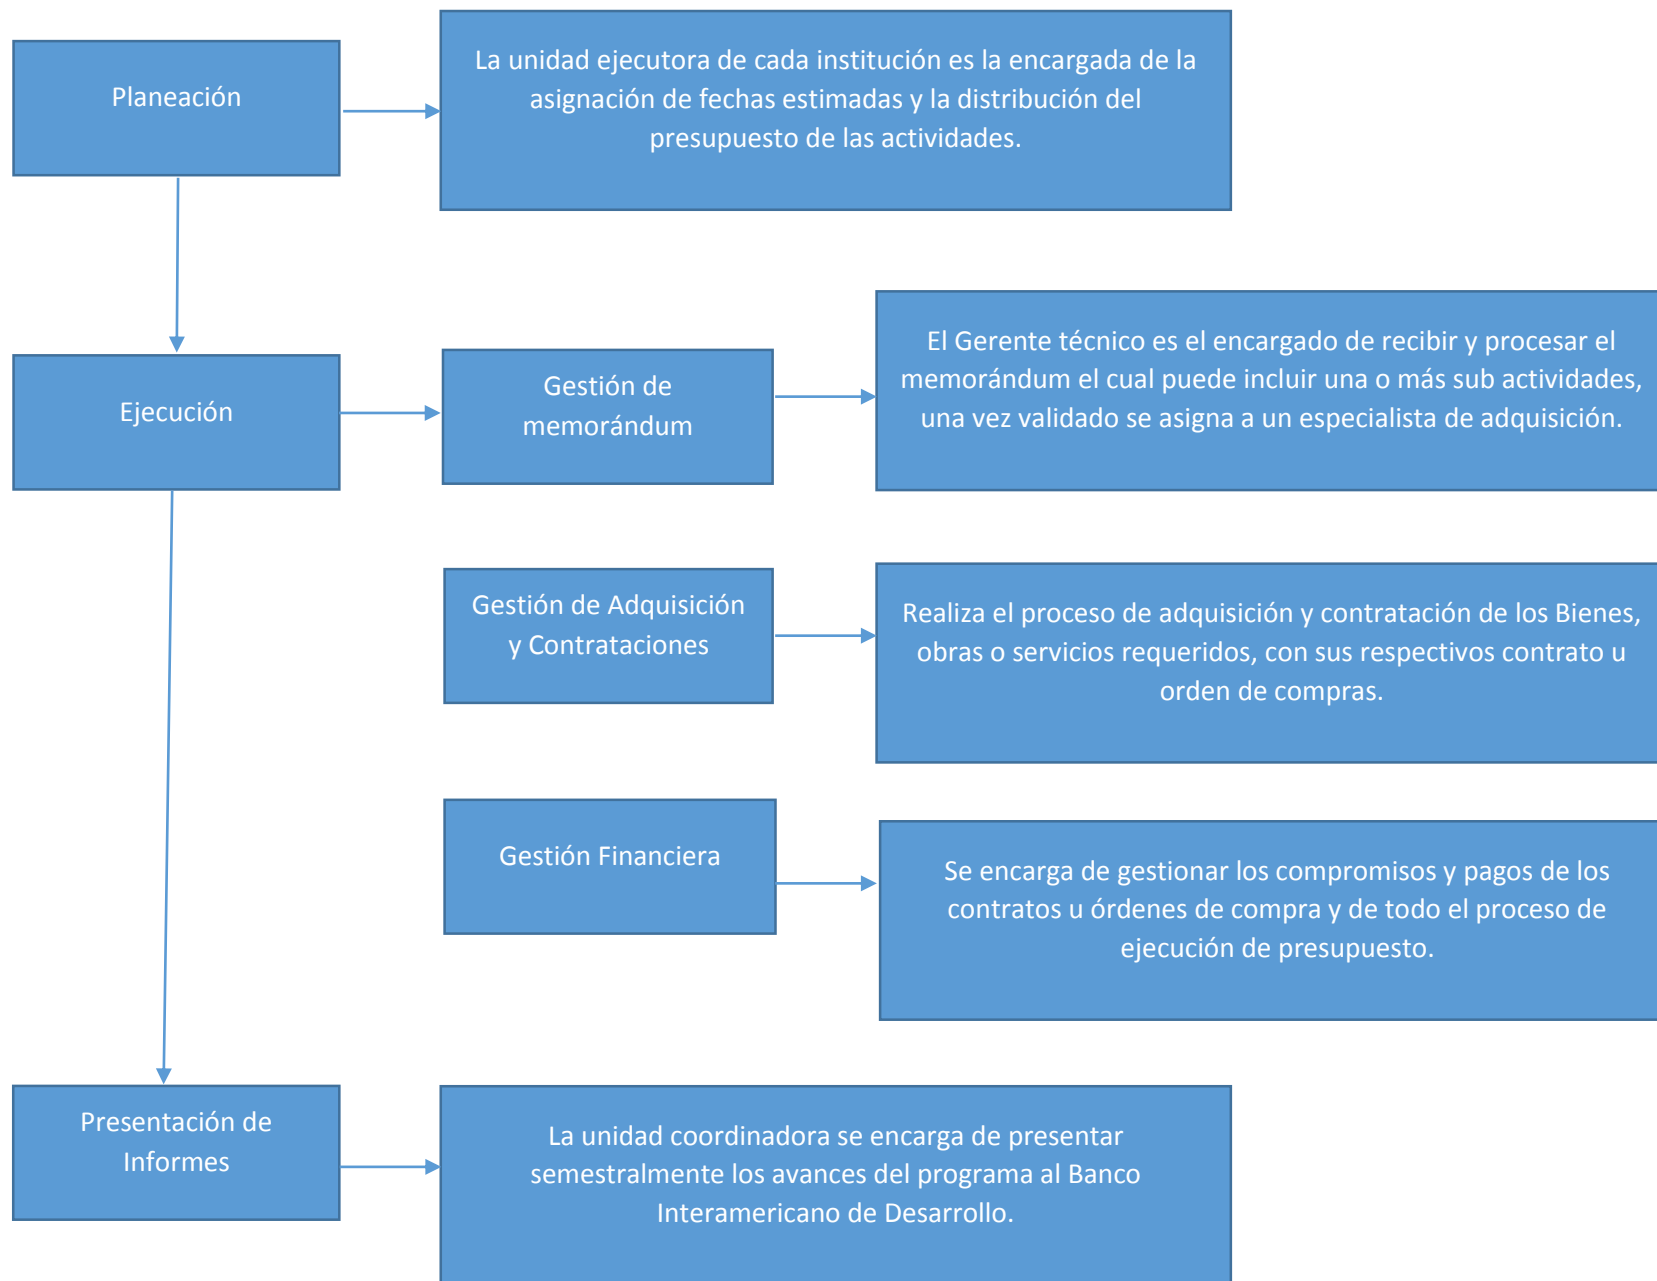 Planeación
La unidad ejecutora de cada institución es la encargada de la
asignación de fechas estimadas y la distribución del
presupuesto de las actividades.
Ejecución
Gestión de
memorándum
El Gerente técnico es el encargado de recibir y procesar el
memorándum el cual puede incluir una o más sub actividades,
una vez validado se asigna a un especialista de adquisición.
Gestión de Adquisición
y Contrataciones
Realiza el proceso de adquisición y contratación de los Bienes,
obras o servicios requeridos, con sus respectivos contrato u
orden de compras.
Gestión Financiera
Se encarga de gestionar los compromisos y pagos de los
contratos u órdenes de compra y de todo el proceso de
ejecución de presupuesto.
Presentación de
Informes
La unidad coordinadora se encarga de presentar
semestralmente los avances del programa al Banco
Interamericano de Desarrollo.